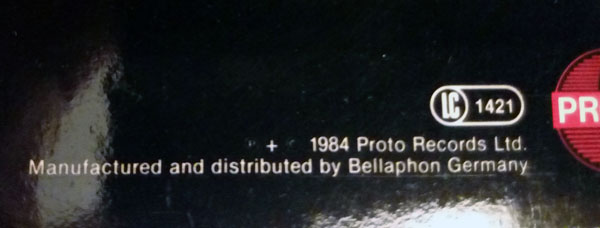 LC 1421
PR
+ 1984 Proto Records Ltd.
Manufactured and distributed by Bellaphon Germany